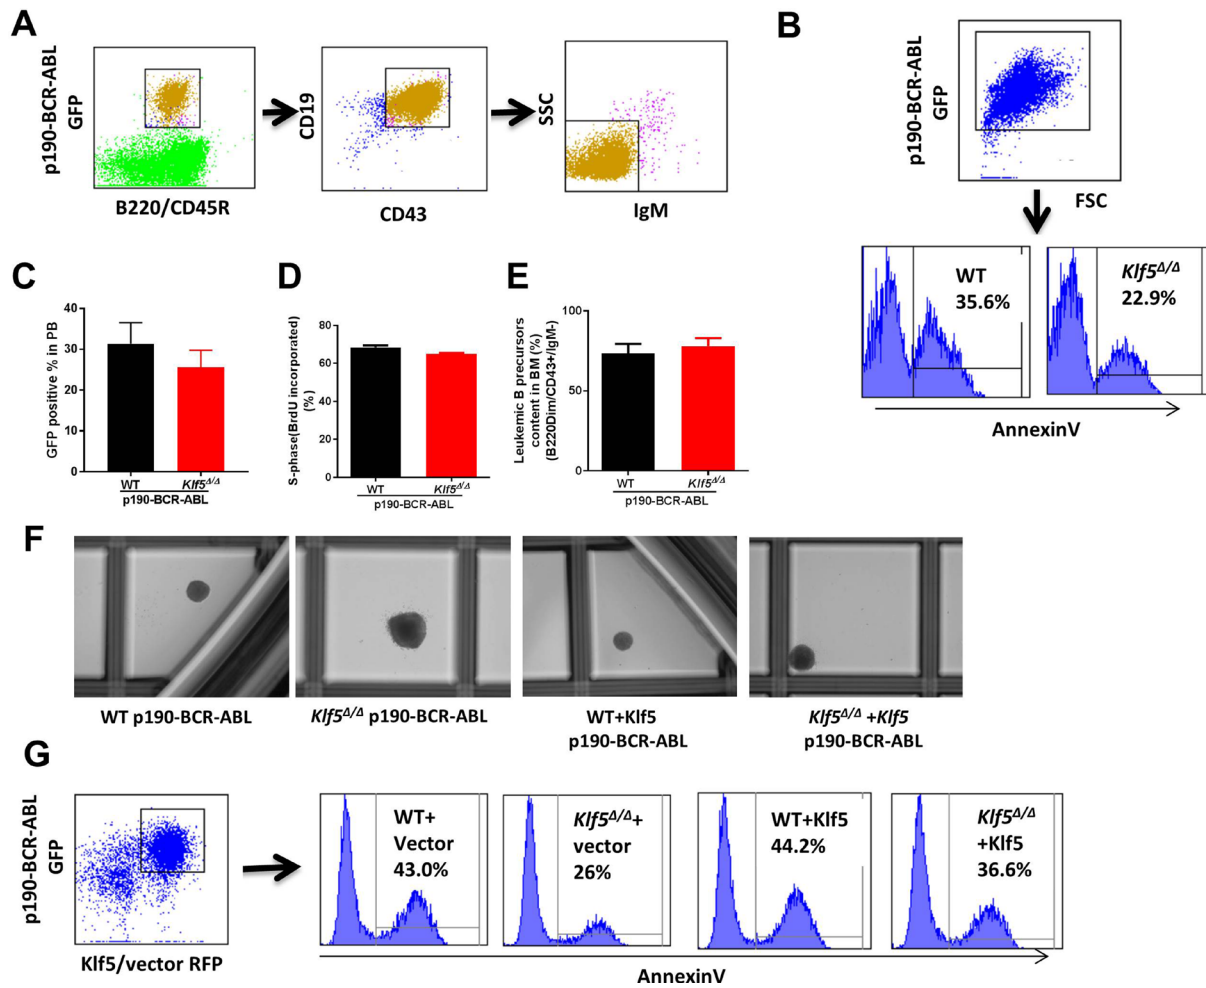 A
p190-BCR-ABL
GFP
B220/CD45R
CD19
CD43
SSC
IgM
B
p190-BCR-ABL
GFP
FSC
WT
35.6%
Klf5Δ/Δ
22.9%
AnnexinV
C
GFP positive % in PB
40
30
20
10
0
WT
Klf5Δ/Δ
p190-BCR-ABL
D
S-phase(BrdU incorporated)
(%)
80
60
40
20
0
WT
Klf5Δ/Δ
p190-BCR-ABL
E
Leukemic B precursors
content in BM (%)
(B220Dim/CD43+/IgM-)
100
50
0
WT
Klf5Δ/Δ
p190-BCR-ABL
F
WT p190-BCR-ABL
Klf5Δ/Δ p190-BCR-ABL
WT+Klf5
p190-BCR-ABL
Klf5Δ/Δ +Klf5
p190-BCR-ABL
G
p190-BCR-ABL
GFP
Klf5/vector RFP
WT+
Vector
43.0%
Klf5Δ/Δ+
vector
26%
WT+Klf5
44.2%
Klf5Δ/Δ
+Klf5
36.6%
AnnexinV